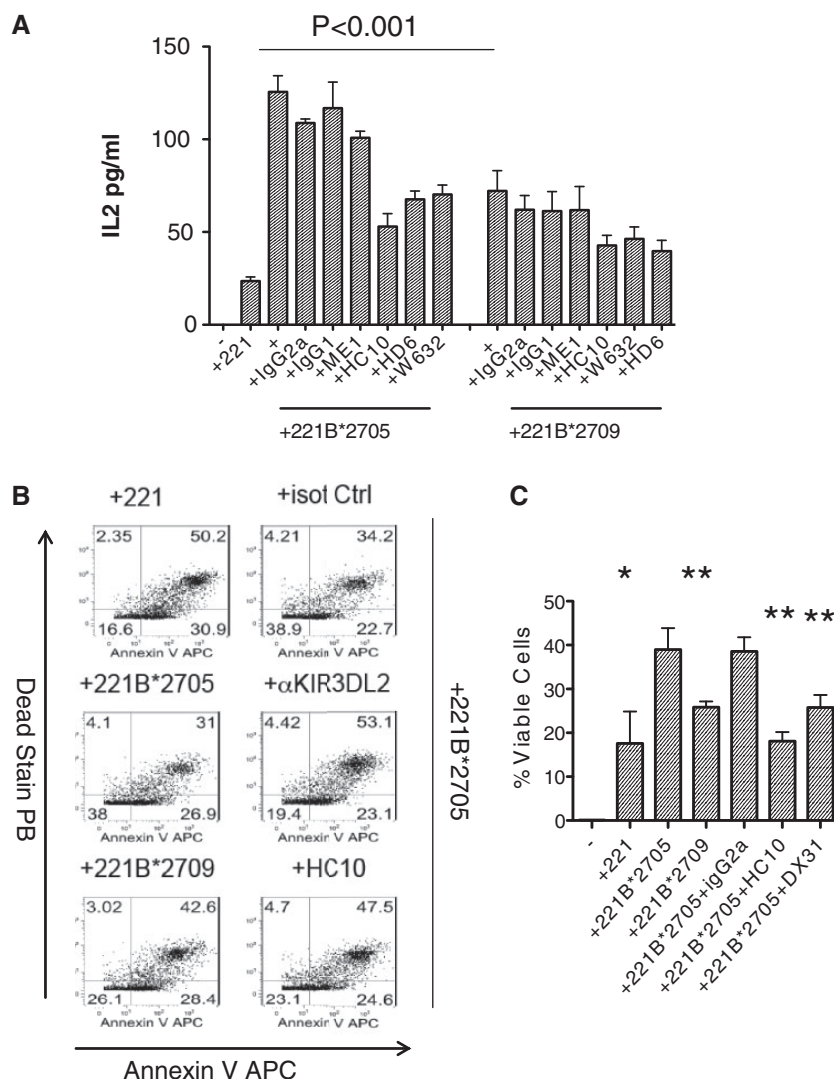 A
P<0.001
150
100
50
0
IL2 pg/ml
-
+221
+
+IgG2a
+IgG1
+ME1
+HC10
+HD6
+W632
+
+IgG2a
+IgG1
+ME1
+HC10
+W632
+HD6
+221B*2705
+221B*2709
B
+221
+isot Ctrl
2.35 50.2
16.6 30.9
Annexin V APC
4.21 34.2
38.9 22.7
Annexin V APC
+221B*2705
+αKIR3DL2
4.1 31
38 26.9
Annexin V APC
4.42 53.1
19.4 23.1
Annexin V APC
+221B*2709
+HC10
3.02 42.6
26.1 28.4
Annexin V APC
4.7 47.5
23.1 24.6
Annexin V APC
Dead Stain PB
Annexin V APC
+221B*2705
C
* ** ** **
50
40
30
20
10
0
% Viable Cells
-
+221
+221B*2705
+221B*2709
+221B*2705+igG2a
+221B*2705+HC10
+221B*2705+DX31